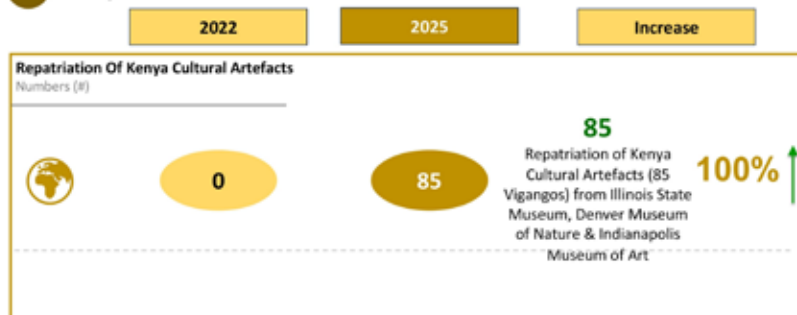 2022
2025
Increase
Repatriation Of Kenya Cultural Artefacts
Numbers (#)
0
85
85
Repatriation of Kenya
Cultural Artefacts (85
Vigangos) from Illinois State
Museum, Denver Museum
of Nature & Indianapolis
Museum of Art
100%